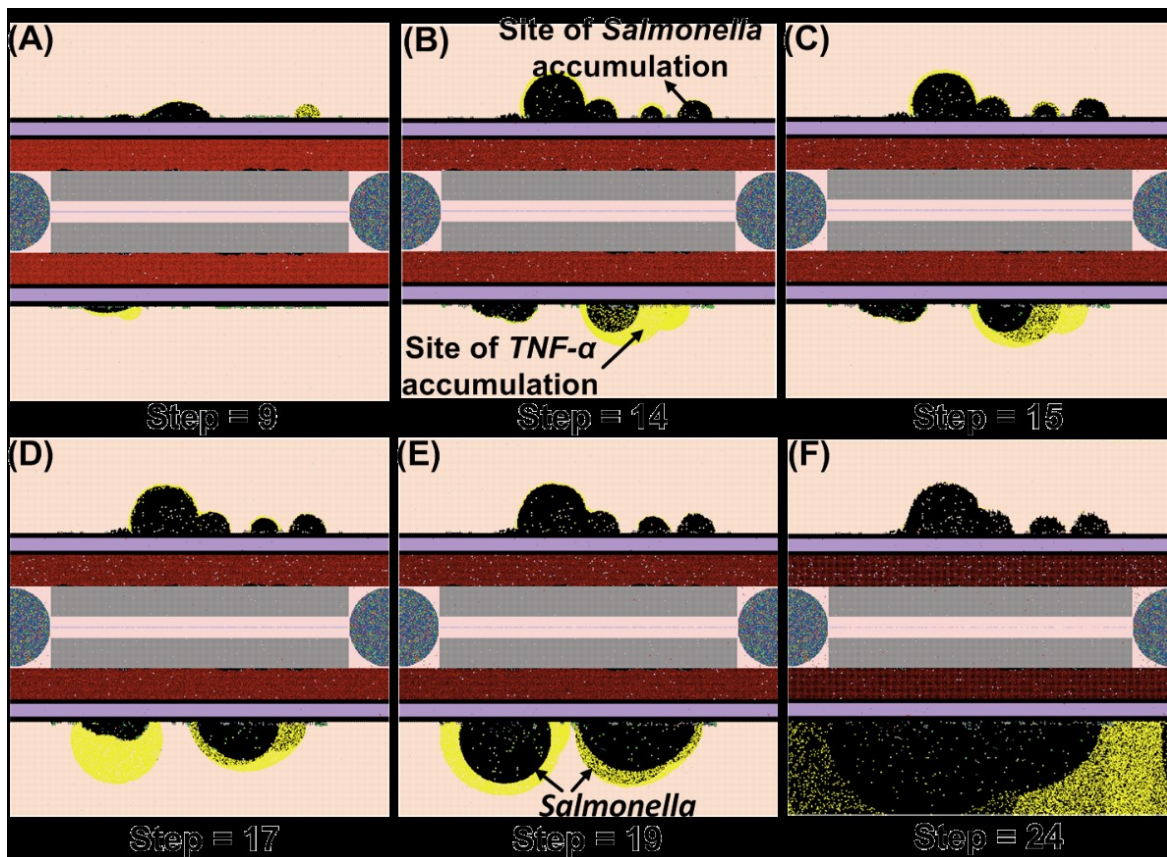 (A)
(B)
Site of Salmonella
accumulation
(C)
Site of TNF-α
accumulation
Step = 9
Step = 14
Step = 15
(D)
(E)
(F)
Salmonella
Step = 17
Step = 19
Step = 24